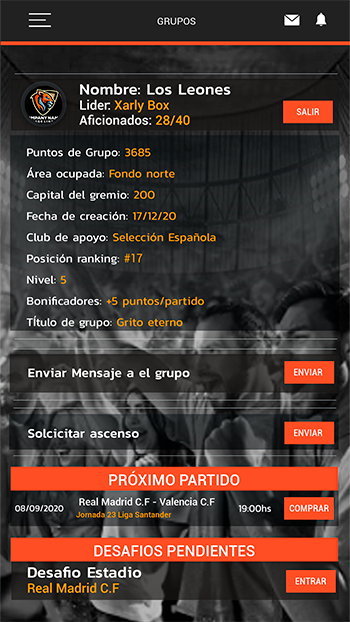 GRUPOS
Nombre: Los Leones
Lider: Xarly Box
Aficionados: 28/40
SALIR
Puntos de Grupo: 3685
Área ocupada: Fondo norte
Capital del gremio: 200
Fecha de creación: 17/12/20
Club de apoyo: Selección Española
Posición ranking: #17
Nivel: 5
Bonificadores: +5 puntos/partido
Título de grupo: Grito eterno
Enviar Mensaje a el grupo
ENVIAR
Solcicitar ascenso
ENVIAR
PRÓXIMO PARTIDO
08/09/2020 Real Madrid C.F - Valencia C.F 19:00hs COMPRAR
Jornada 23 Liga Santander
DESAFIOS PENDIENTES
Desafio Estadio
Real Madrid C.F
ENTRAR